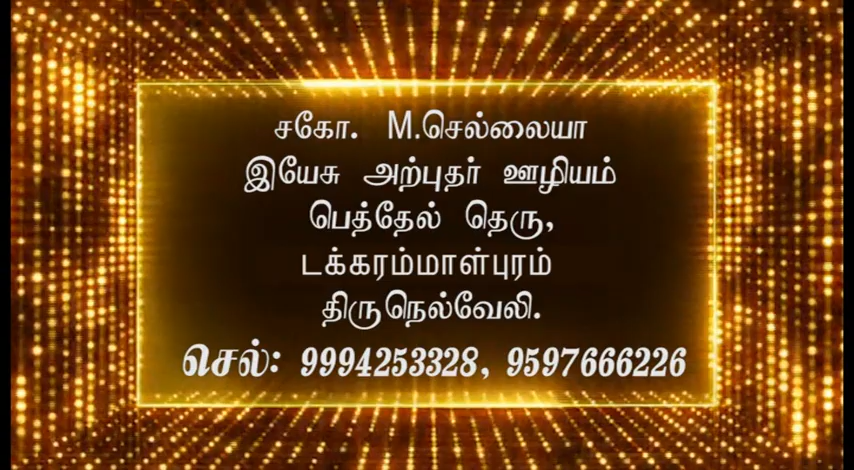 சகோ. M.செல்லையா
இயேசு அற்புதர் ஊழியம்
பெத்தேல் தெரு,
டக்கரம்மாள்புரம்
திருநெல்வேலி.
செல்: 9994253328, 9597666226